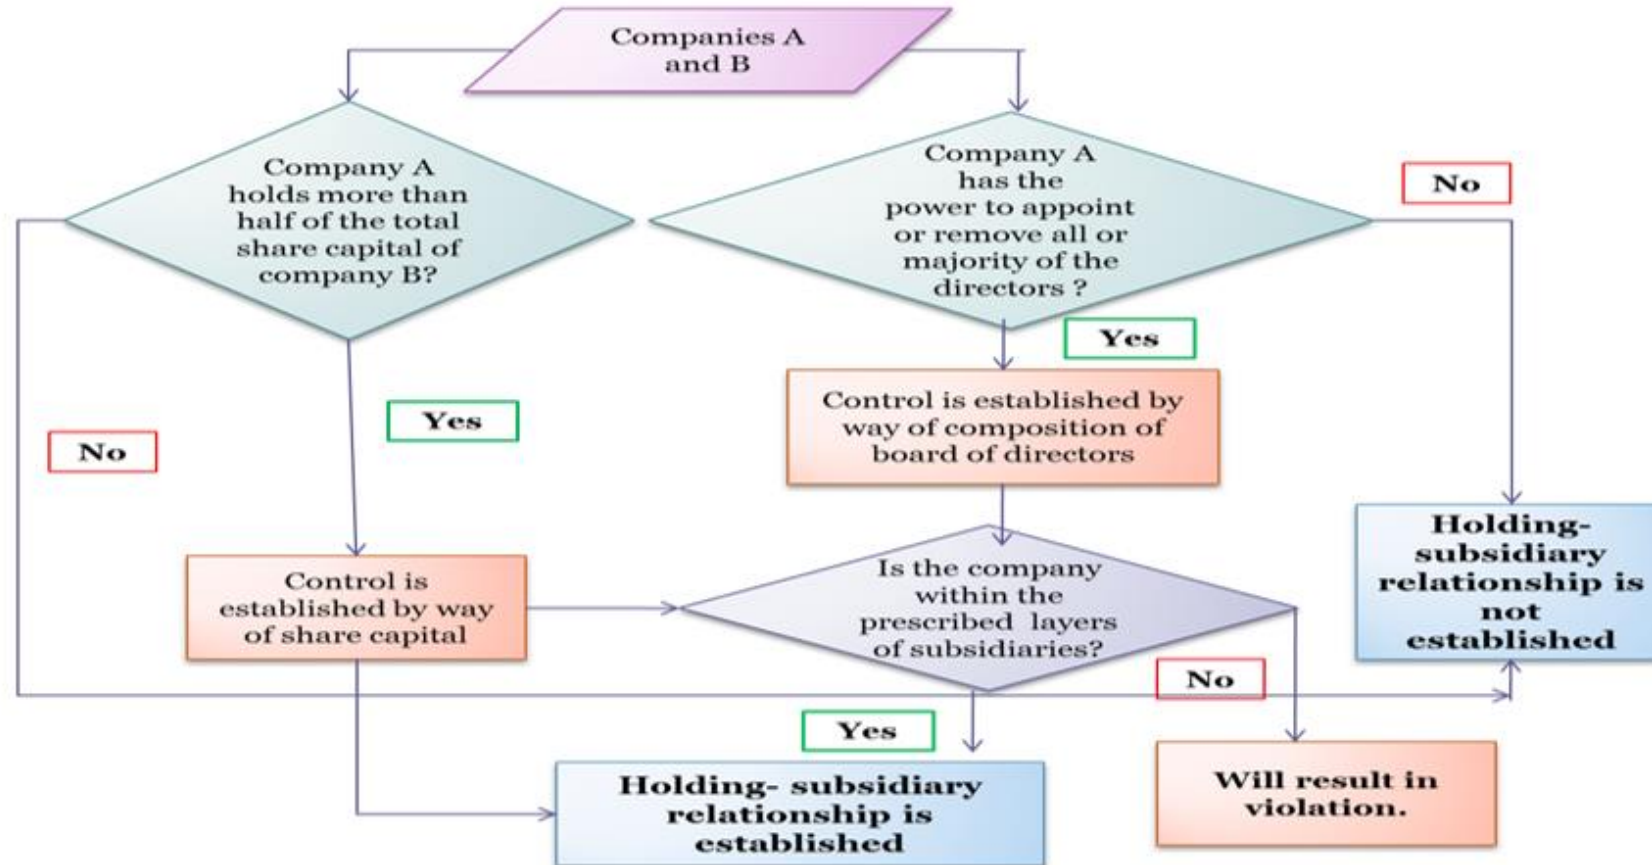 Companies A
and B
Company A
holds more than
half of the total
share capital of
company B?
Company A
has the
power to appoint
or remove all or
majority of the
directors ?
No
Yes
Control is established by
way of composition of
board of directors
Yes
No
Control is
established by way
of share capital
Is the company
within the
prescribed layers
of subsidiaries?
Holding-
subsidiary
relationship is
not
established
No
Yes
Holding- subsidiary
relationship is
established
Will result in
violation.